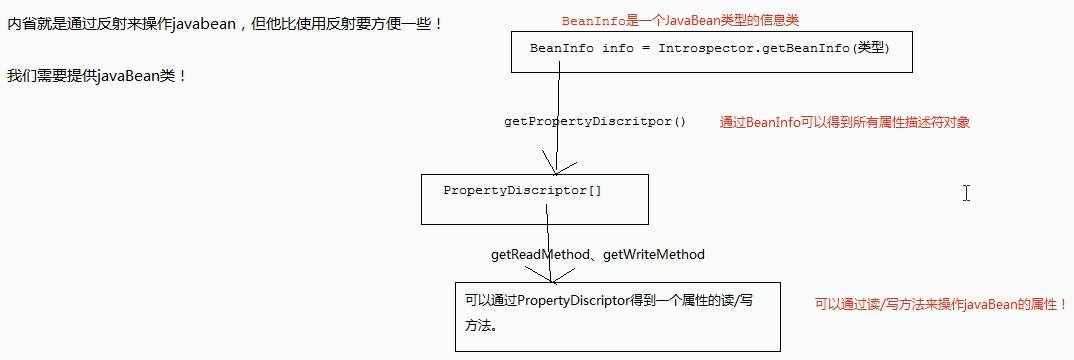 内省就是通过反射来操作javabean，但他比使用反射要方便一些！
BeanInfo是一个JavaBean类型的信息类
BeanInfo info = Introspector.getBeanInfo(类型)
我们需要提供javaBean类！
getPropertyDiscritpor()
通过BeanInfo可以得到所有属性描述符对象
PropertyDiscriptor[]
getReadMethod、getWriteMethod
可以通过PropertyDiscriptor得到一个属性的读/写
方法。
可以通过读/写方法来操作javaBean的属性！